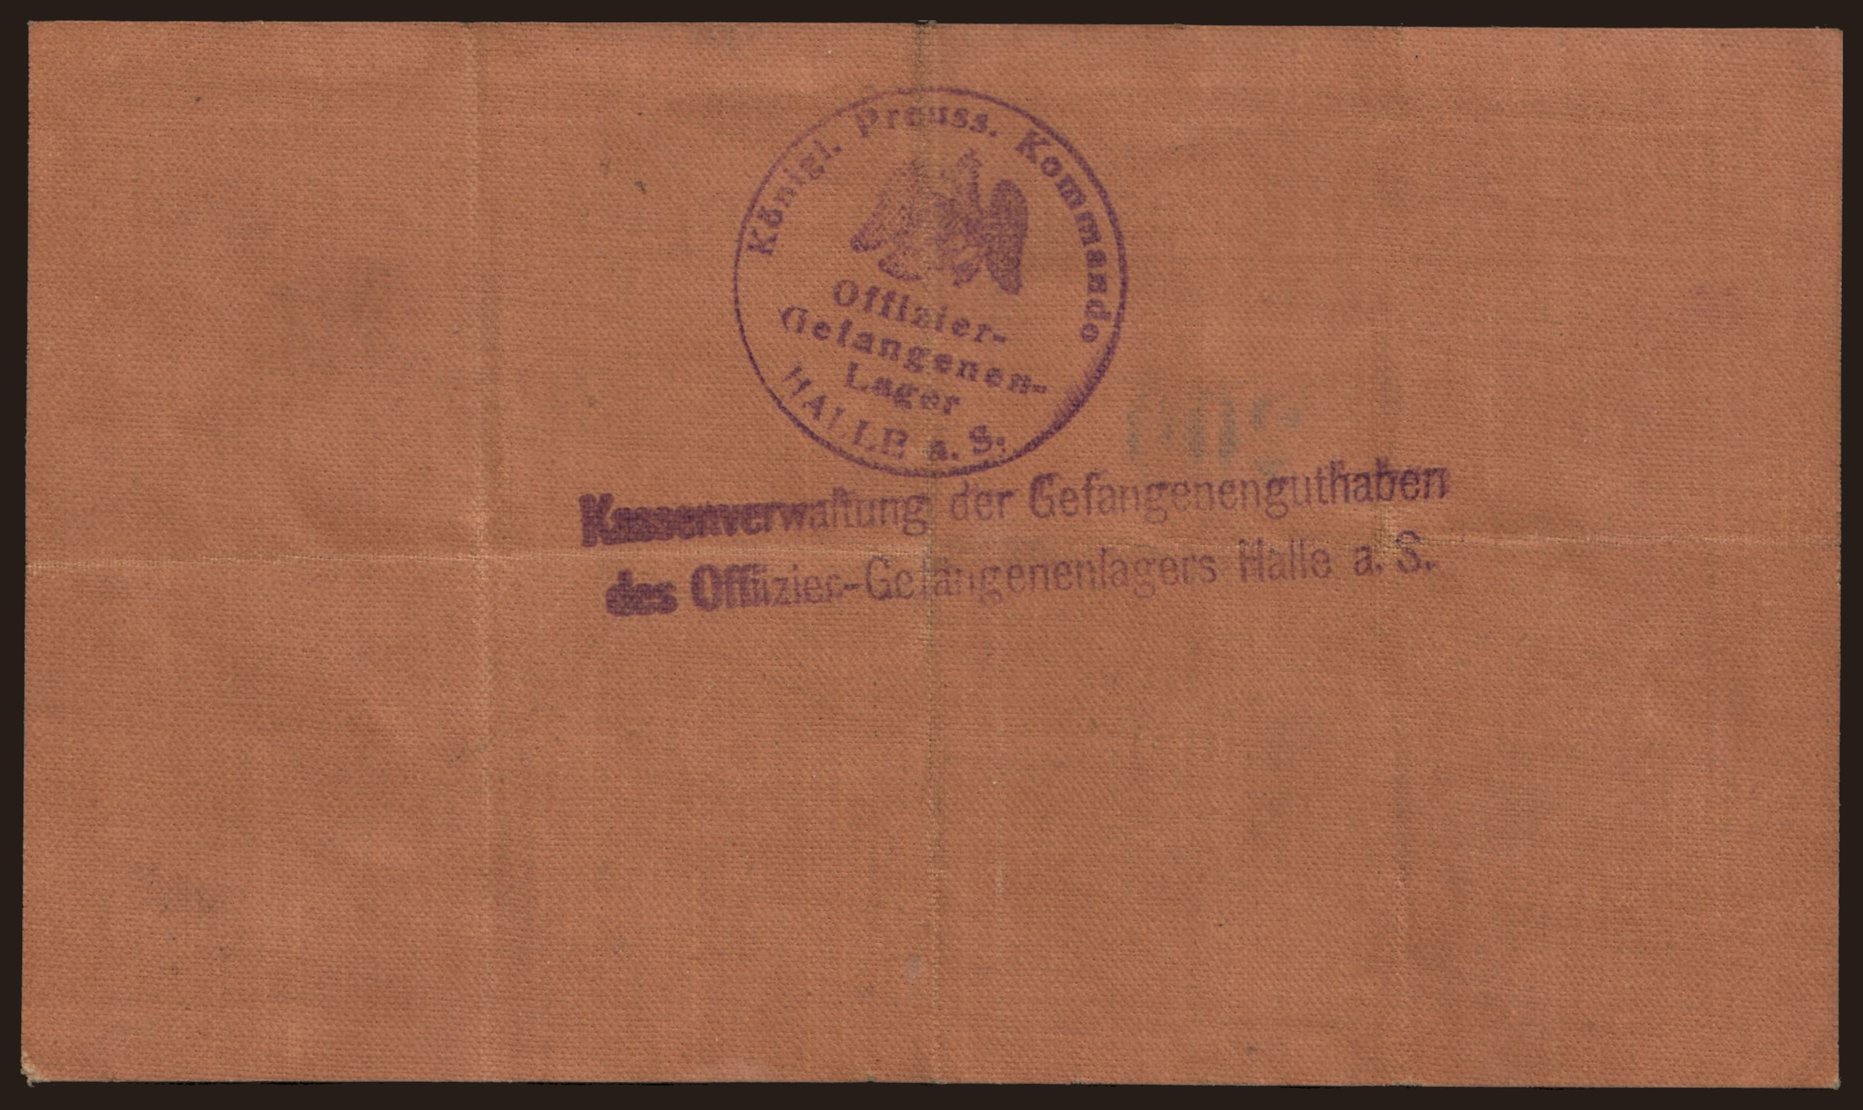 Königl. Preuss. Kommando
Offizier-
Gefangenen-
Lager
HALLE a. S.
Kassenverwaltung der Gefangenenguthaben
des Offizier-Gefangenenlagers Halle a. S.